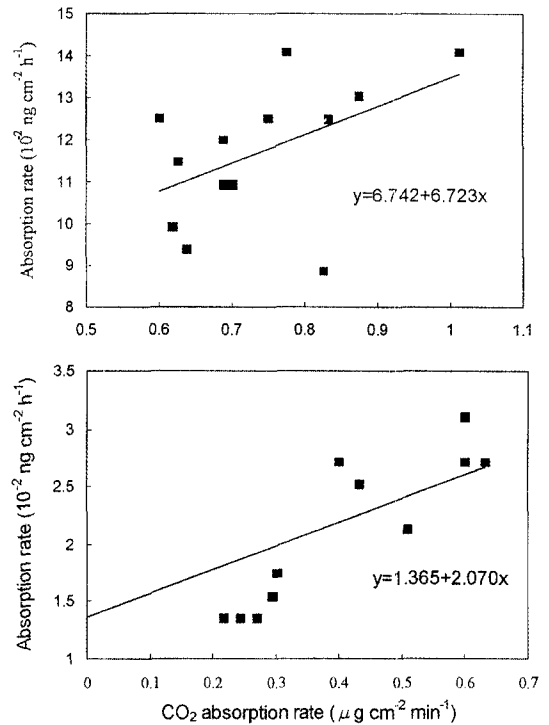 15
14
13
12
11
10
9
8
Absorption rate (10⁻² ng cm⁻² h⁻¹)
y=6.742+6.723x
0.5 0.6 0.7 0.8 0.9 1 1.1
3.5
3
2.5
2
1.5
1
Absorption rate (10⁻² ng cm⁻² h⁻¹)
y=1.365+2.070x
0 0.1 0.2 0.3 0.4 0.5 0.6 0.7
CO₂ absorption rate (μg cm⁻² min⁻¹)